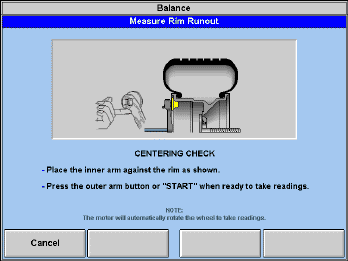 Balance
Measure Rim Runout
CENTERING CHECK
- Place the inner arm against the rim as shown.
- Press the outer arm button or "START" when ready to take readings.
NOTE:
The motor will automatically rotate the wheel to take readings.
Cancel